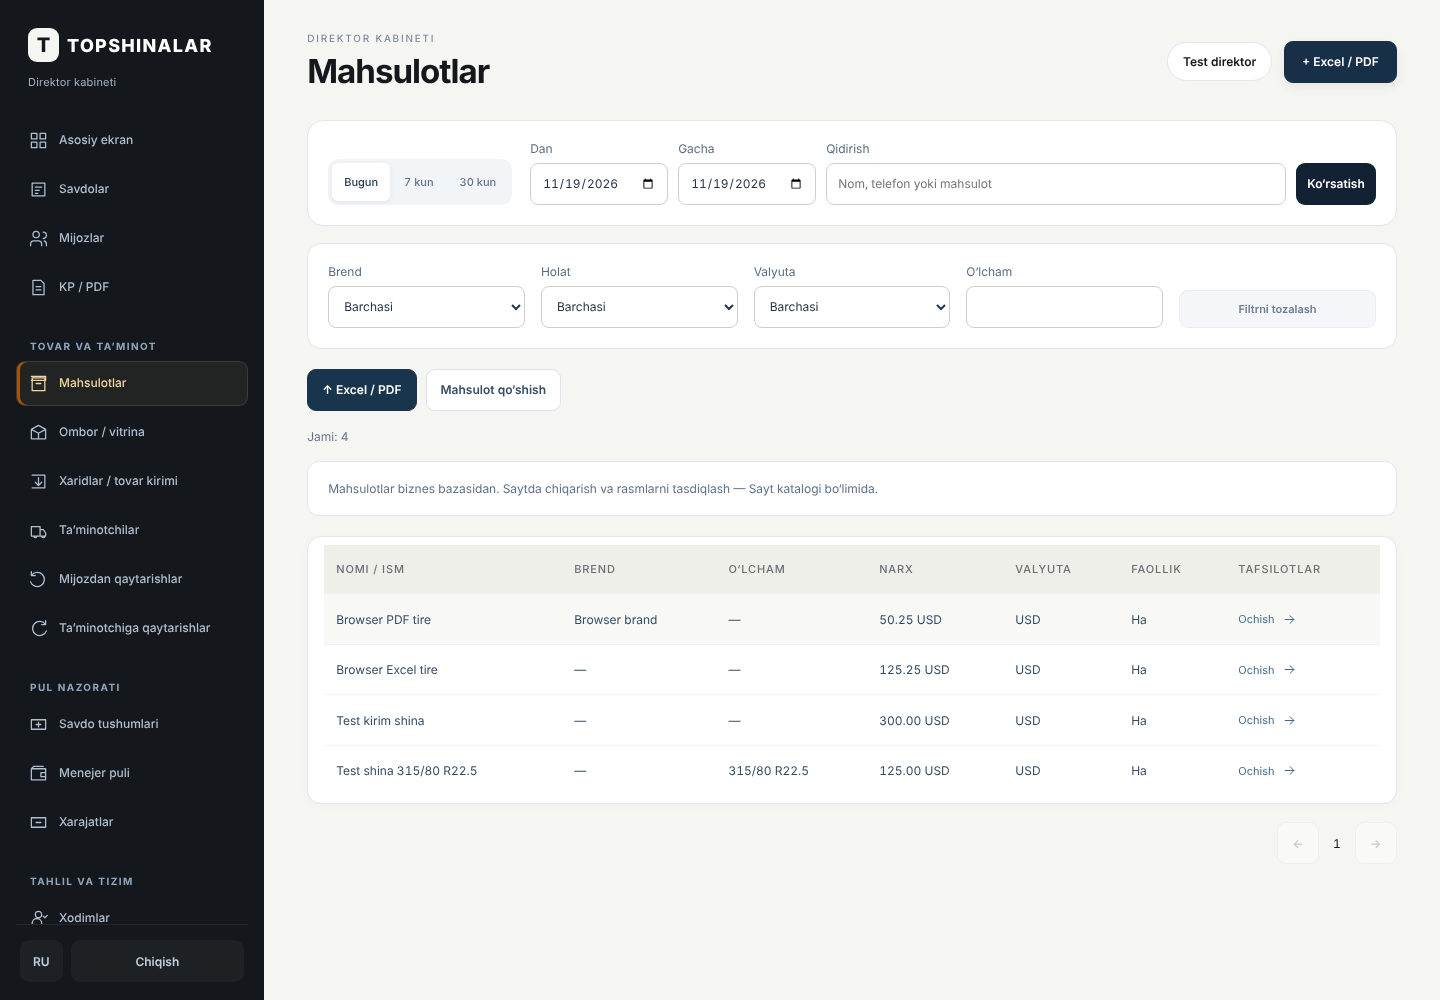 T TOPSHINALAR
Direktor kabineti
Asosiy ekran
Savdolar
Mijozlar
KP / PDF
TOVAR VA TA’MINOT
Mahsulotlar
Ombor / vitrina
Xaridlar / tovar kirimi
Ta’minotchilar
Mijozdan qaytarishlar
Ta’minotchiga qaytarishlar
PUL NAZORATI
Savdo tushumlari
Menejer puli
Xarajatlar
TAHLIL VA TIZIM
Xodimlar
RU Chiqish
DIREKTOR KABINETI
Mahsulotlar
Test direktor + Excel / PDF
Dan Gacha Qidirish
Bugun 7 kun 30 kun 11/19/2026 11/19/2026 Nom, telefon yoki mahsulot Ko‘rsatish
Brend Holat Valyuta O‘lcham
Barchasi Barchasi Barchasi Filtrni tozalash
↑ Excel / PDF Mahsulot qo‘shish
Jami: 4
Mahsulotlar biznes bazasidan. Saytda chiqarish va rasmlarni tasdiqlash — Sayt katalogi bo‘limida.
NOMI / ISM BREND O‘LCHAM NARX VALYUTA FAOLLIK TAFSILOTLAR
Browser PDF tire Browser brand — 50.25 USD USD Ha Ochish →
Browser Excel tire — — 125.25 USD USD Ha Ochish →
Test kirim shina — — 300.00 USD USD Ha Ochish →
Test shina 315/80 R22.5 — 315/80 R22.5 125.00 USD USD Ha Ochish →
← 1 →